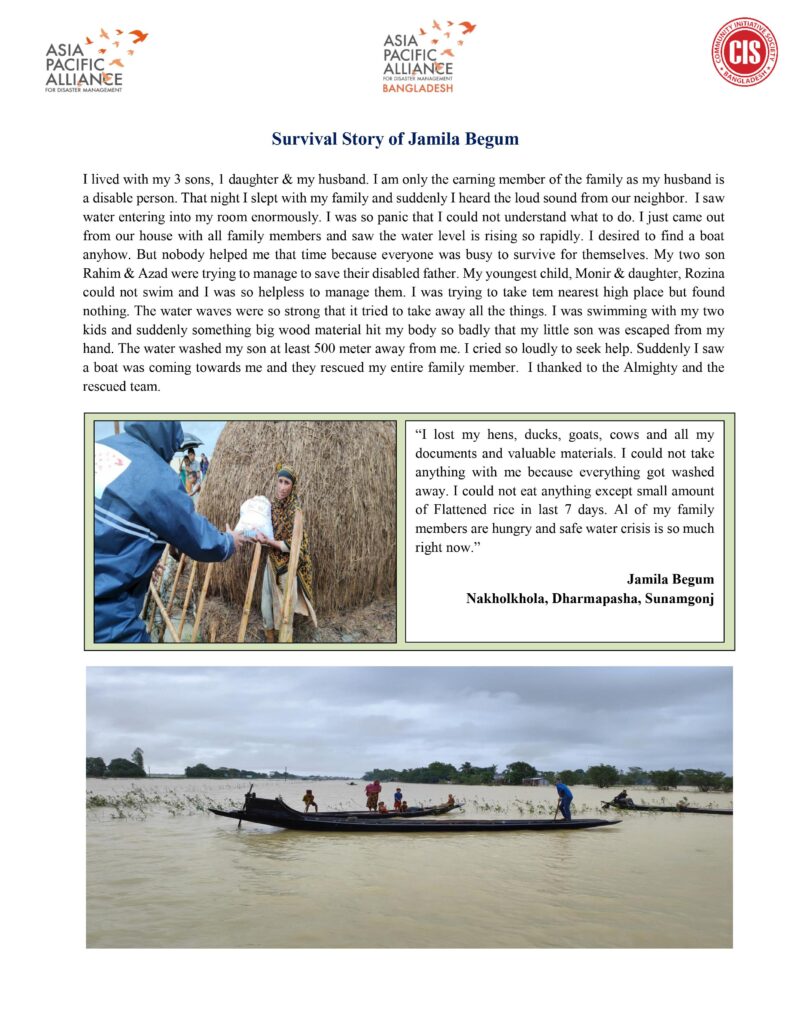 ASIA
PACIFIC
ALLIANCE
FOR DISASTER MANAGEMENT
ASIA
PACIFIC
ALLIANCE
FOR DISASTER MANAGEMENT
BANGLADESH
COMMUNITY INITIATIVE SOCIETY
CIS
BANGLADESH
Survival Story of Jamila Begum
I lived with my 3 sons, 1 daughter & my husband. I am only the earning member of the family as my husband is
a disable person. That night I slept with my family and suddenly I heard the loud sound from our neighbor. I saw
water entering into my room enormously. I was so panic that I could not understand what to do. I just came out
from our house with all family members and saw the water level is rising so rapidly. I desired to find a boat
anyhow. But nobody helped me that time because everyone was busy to survive for themselves. My two son
Rahim & Azad were trying to manage to save their disabled father. My youngest child, Monir & daughter, Rozina
could not swim and I was so helpless to manage them. I was trying to take tem nearest high place but found
nothing. The water waves were so strong that it tried to take away all the things. I was swimming with my two
kids and suddenly something big wood material hit my body so badly that my little son was escaped from my
hand. The water washed my son at least 500 meter away from me. I cried so loudly to seek help. Suddenly I saw
a boat was coming towards me and they rescued my entire family member. I thanked to the Almighty and the
rescued team.
“I lost my hens, ducks, goats, cows and all my
documents and valuable materials. I could not take
anything with me because everything got washed
away. I could not eat anything except small amount
of Flattened rice in last 7 days. Al of my family
members are hungry and safe water crisis is so much
right now.”
Jamila Begum
Nakholkhola, Dharmapasha, Sunamgonj